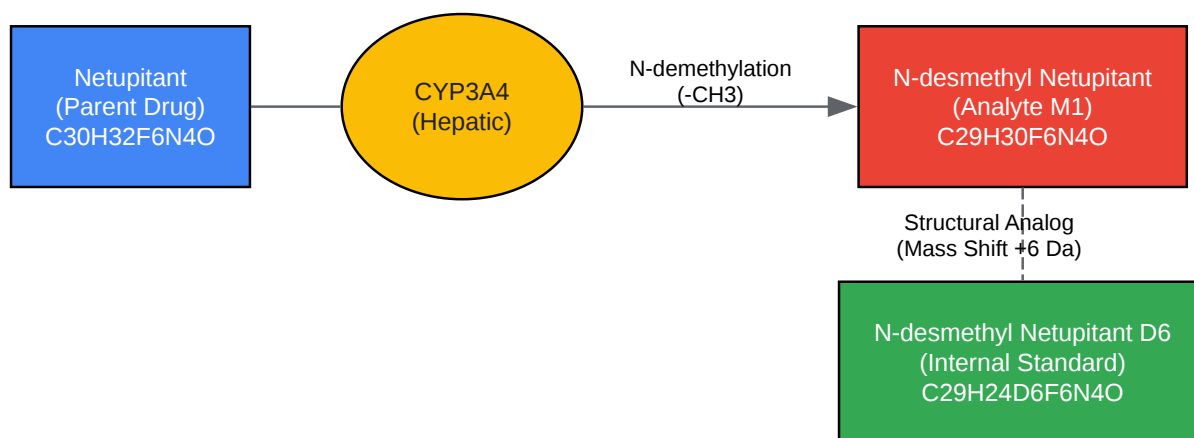 Netupitant
(Parent Drug)
C30H32F6N4O
CYP3A4
(Hepatic)
N-demethylation
(-CH3)
N-desmethyl Netupitant
(Analyte M1)
C29H30F6N4O
Structural Analog
(Mass Shift +6 Da)
N-desmethyl Netupitant D6
(Internal Standard)
C29H24D6F6N4O